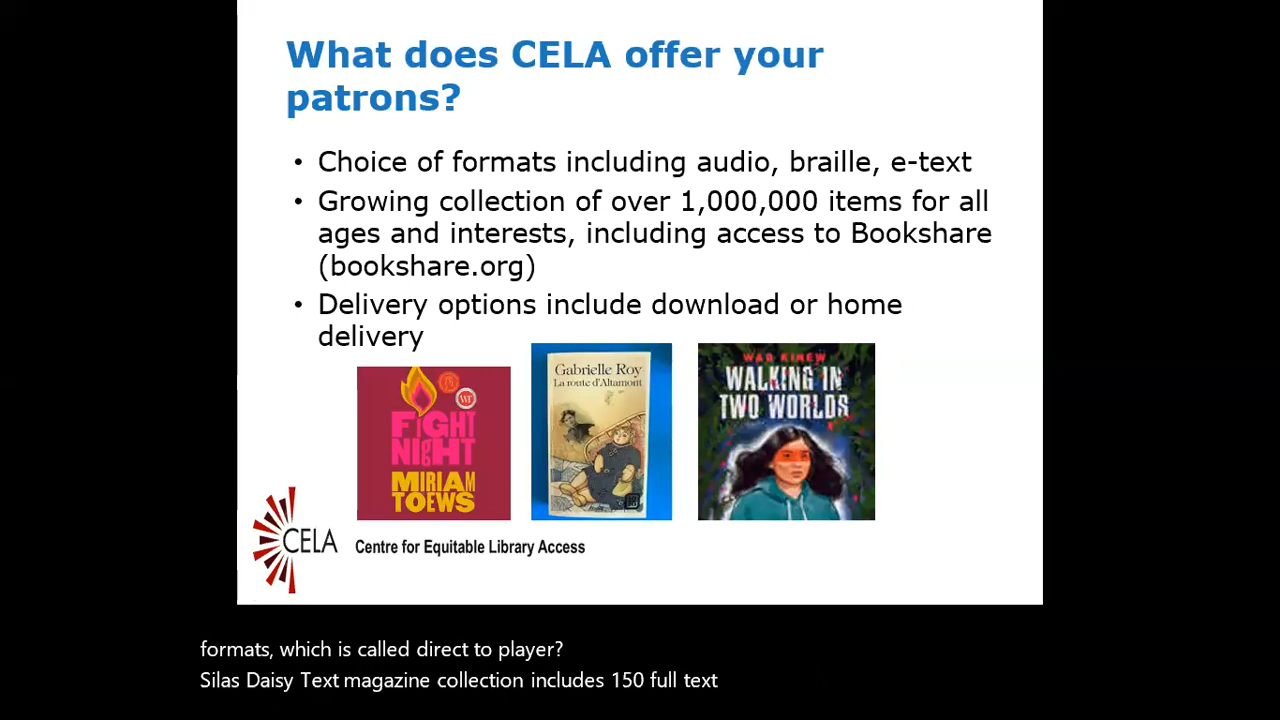 What does CELA offer your
patrons?
• Choice of formats including audio, braille, e-text
• Growing collection of over 1,000,000 items for all
ages and interests, including access to Bookshare
(bookshare.org)
• Delivery options include download or home
delivery
FIGHT
NIGHT
MIRIAM
TOEWS
Gabrielle Roy
La route d'Altamont
WAB KINEW
WALKING IN
TWO WORLDS
CELA
Centre for Equitable Library Access
formats, which is called direct to player?
Silas Daisy Text magazine collection includes 150 full text